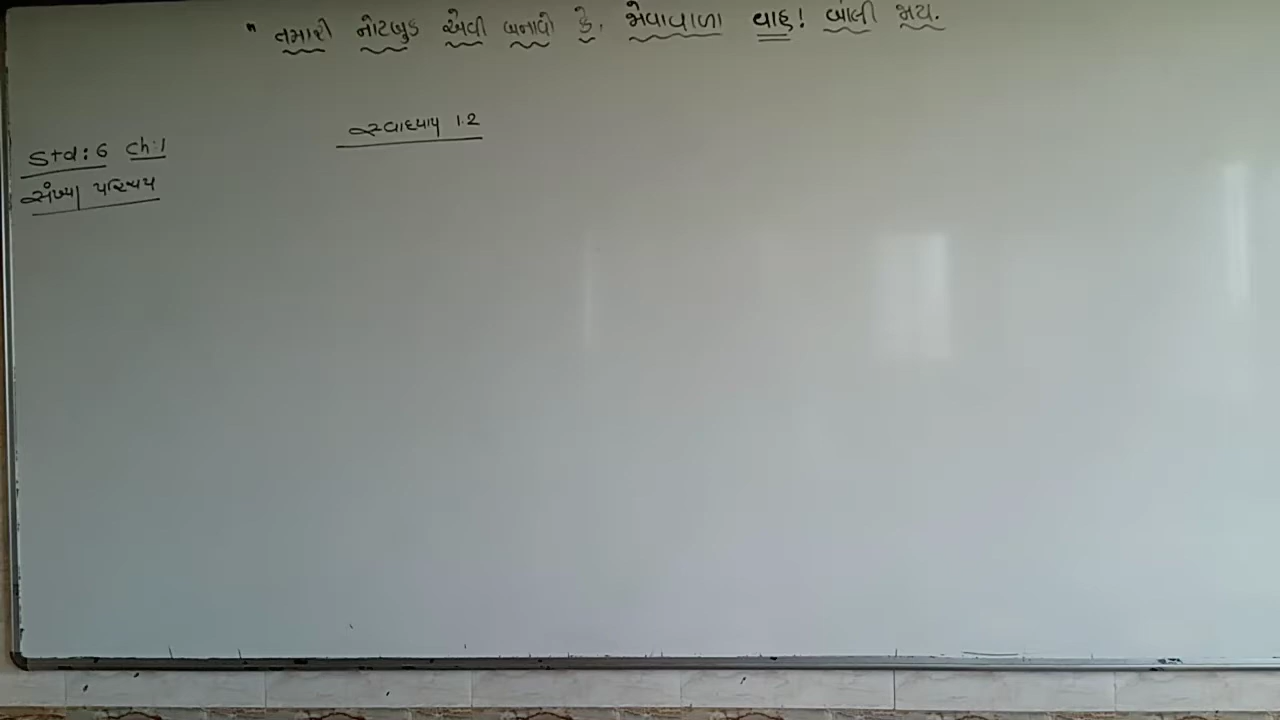 " તમારી નોટબુક એવી બનાવો કે, જોવાવાળા વાહ! બોલી જાય.
સ્વાધ્યાય 1.2
Std: 6 ch:1
સંખ્યા પરિચય